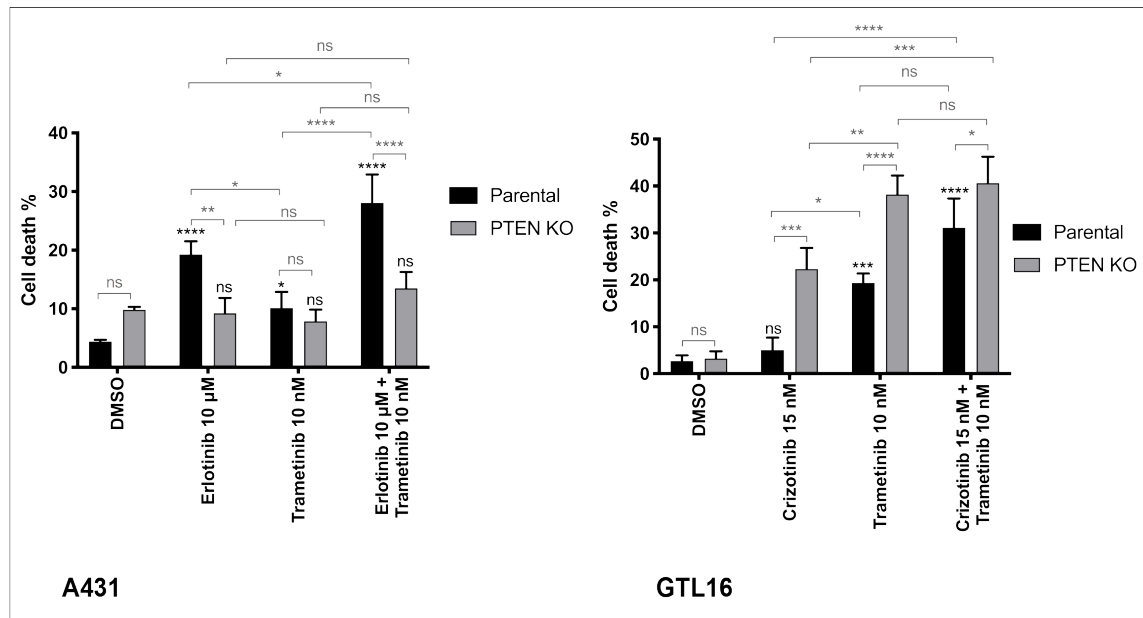 ns
*
ns
****
****
****
*
ns
**
****
ns
ns
ns
*
ns
ns
40
30
20
10
0
Cell death %
Parental
PTEN KO
DMSO
Erlotinib 10 µM
Trametinib 10 nM
Erlotinib 10 µM +
Trametinib 10 nM
A431
****
***
ns
ns
**
*
****
****
*
***
***
ns
ns
50
40
30
20
10
0
Cell death %
Parental
PTEN KO
DMSO
Crizotinib 15 nM
Trametinib 10 nM
Crizotinib 15 nM +
Trametinib 10 nM
GTL16